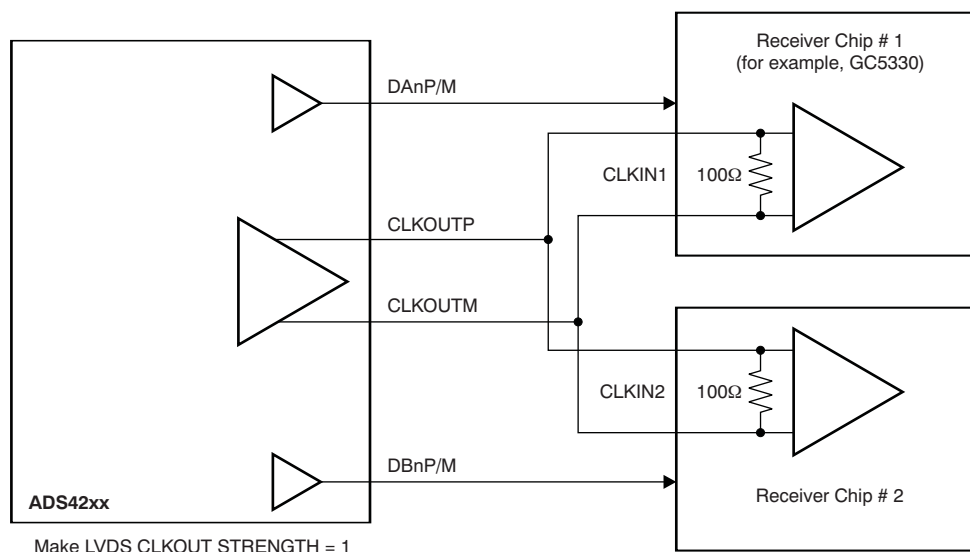 Receiver Chip # 1
(for example, GC5330)
DAnP/M
CLKIN1
100Ω
CLKOUTP
CLKOUTM
CLKIN2
100Ω
DBnP/M
ADS42xx
Receiver Chip # 2
Make LVDS CLKOUT STRENGTH = 1